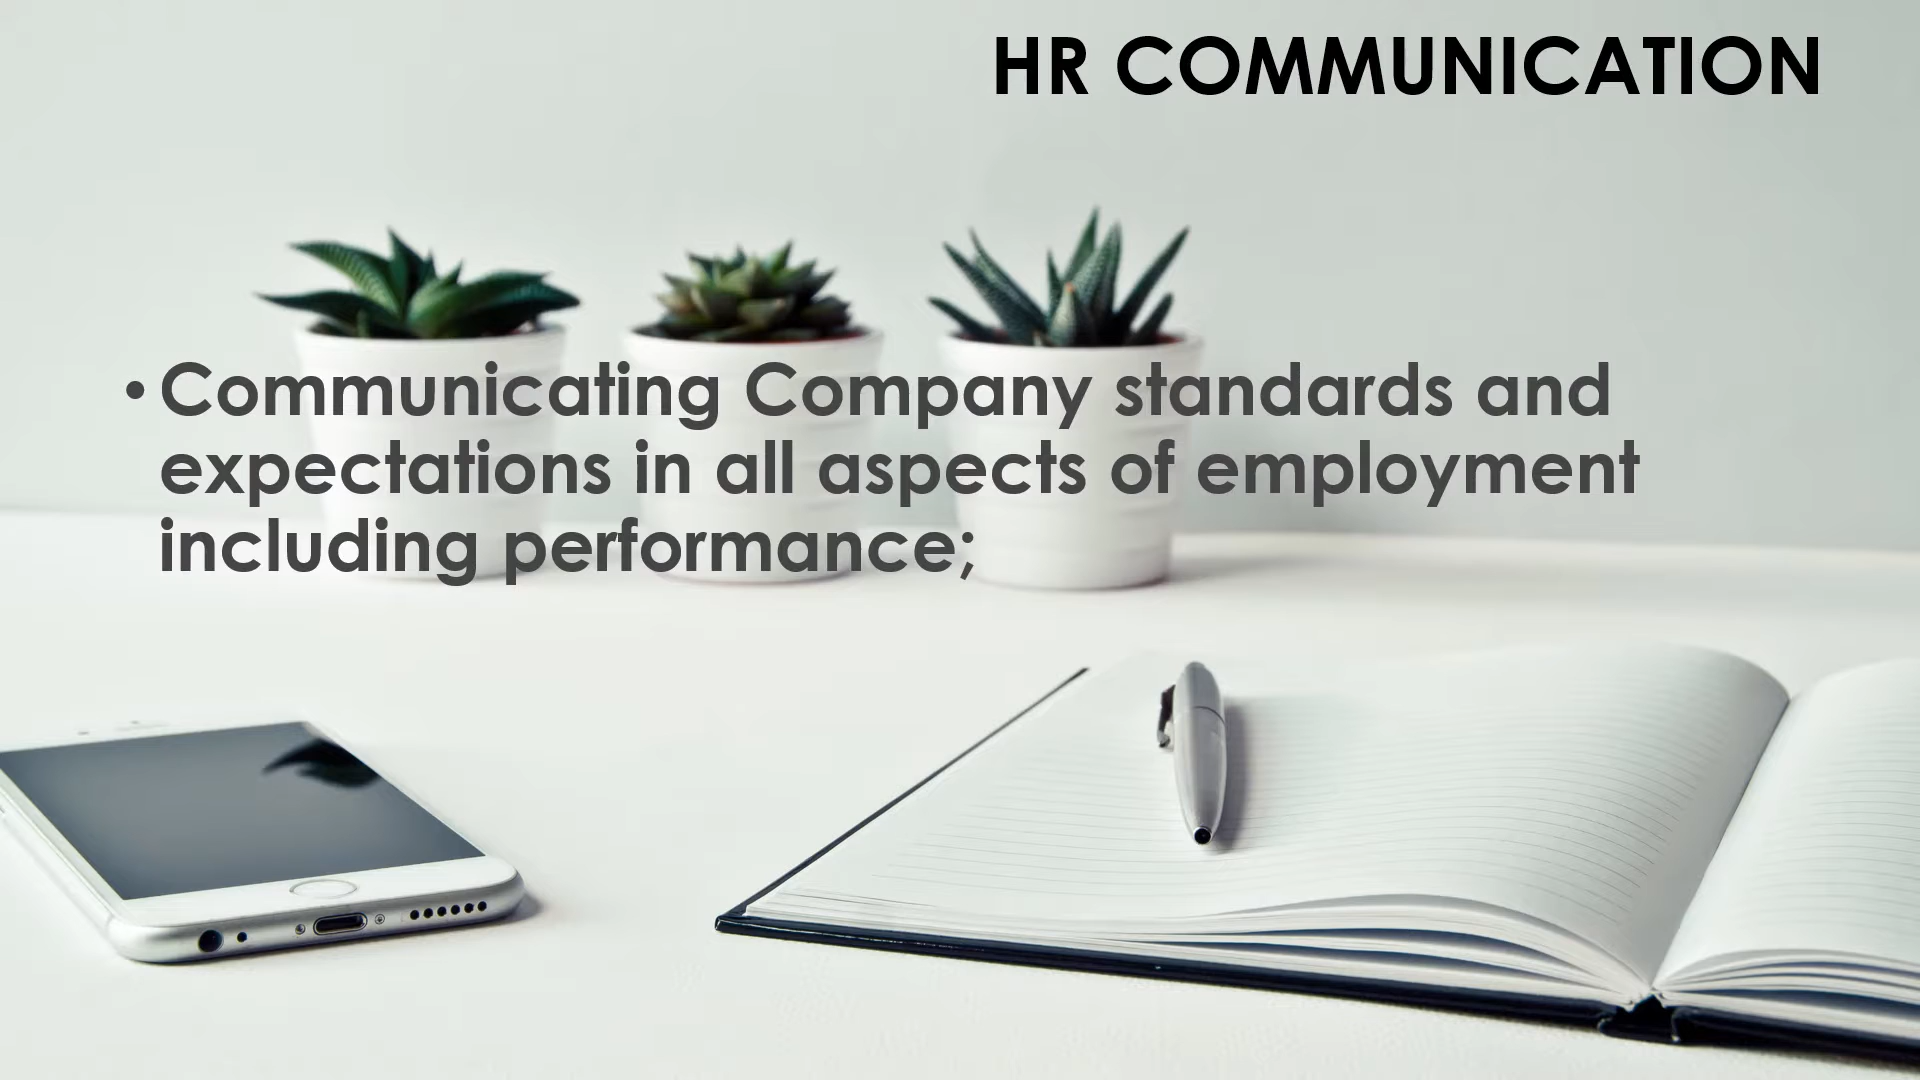 HR COMMUNICATION
• Communicating Company standards and
expectations in all aspects of employment
including performance;